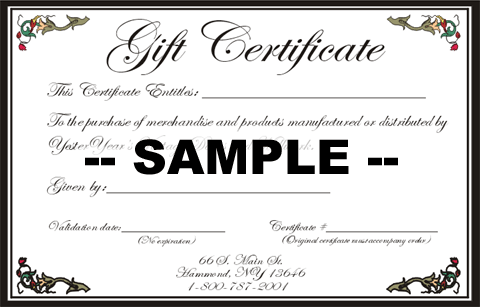 Gift Certificate
This Certificate Entitles:
To the purchase of merchandise and products manufactured or distributed by
YesterYear's
-- SAMPLE --
Given by:
Validation date: Certificate #
(No expiration) (Original certificate must accompany order)
66 S. Main St.
Hammond, NY 13646
1-800-787-2001